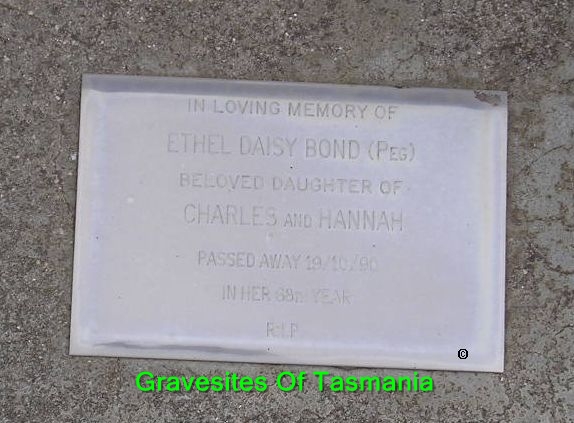 IN LOVING MEMORY OF
ETHEL DAISY BOND (PEG)
BELOVED DAUGHTER OF
CHARLES AND HANNAH
PASSED AWAY 19/10/90
IN HER YEAR
R.I.P.
©
Gravesites Of Tasmania